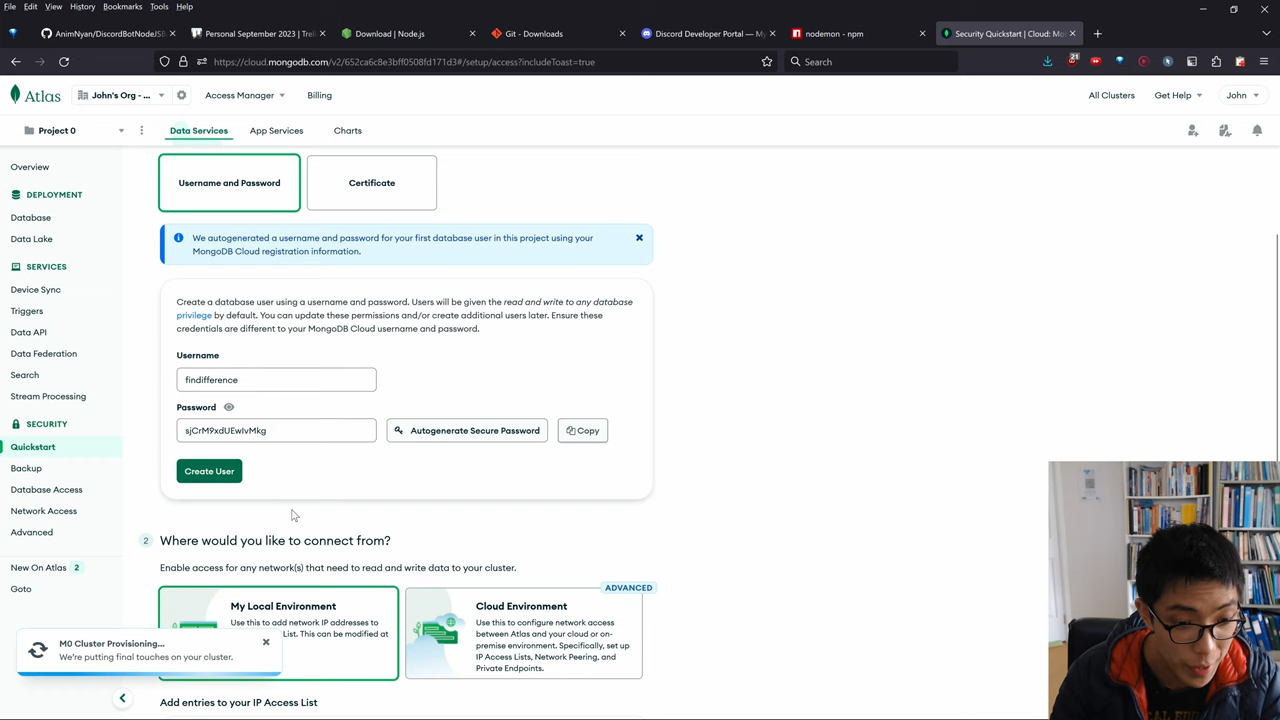 File Edit View History Bookmarks Tools Help
AnimNyan/DiscordBotNodeJSB
Personal September 2023 | Trell
Download | Node.js
Git - Downloads
Discord Developer Portal — My
nodemon - npm
Security Quickstart | Cloud: Mo
https://cloud.mongodb.com/v2/652ca6c8e3bff0508fd171d3#/setup/access?includeToast=true
Search
21
Atlas
John's Org - ...
Access Manager
Billing
All Clusters
Get Help
John
Project 0
Data Services
App Services
Charts
Overview
DEPLOYMENT
Database
Data Lake
SERVICES
Device Sync
Triggers
Data API
Data Federation
Search
Stream Processing
SECURITY
Quickstart
Backup
Database Access
Network Access
Advanced
New On Atlas 2
Goto
Username and Password
Certificate
We autogenerated a username and password for your first database user in this project using your
MongoDB Cloud registration information.
Create a database user using a username and password. Users will be given the read and write to any database
privilege by default. You can update these permissions and/or create additional users later. Ensure these
credentials are different to your MongoDB Cloud username and password.
Username
findifference
Password
sjCrM9xdUEwIvMkg
Autogenerate Secure Password
Copy
Create User
2 Where would you like to connect from?
Enable access for any network(s) that need to read and write data to your cluster.
My Local Environment
Use this to add network IP addresses to
List. This can be modified at
ADVANCED
Cloud Environment
Use this to configure network access
between Atlas and your cloud or on-
premise environment. Specifically, set up
IP Access Lists, Network Peering, and
Private Endpoints.
M0 Cluster Provisioning...
We're putting final touches on your cluster.
Add entries to your IP Access List